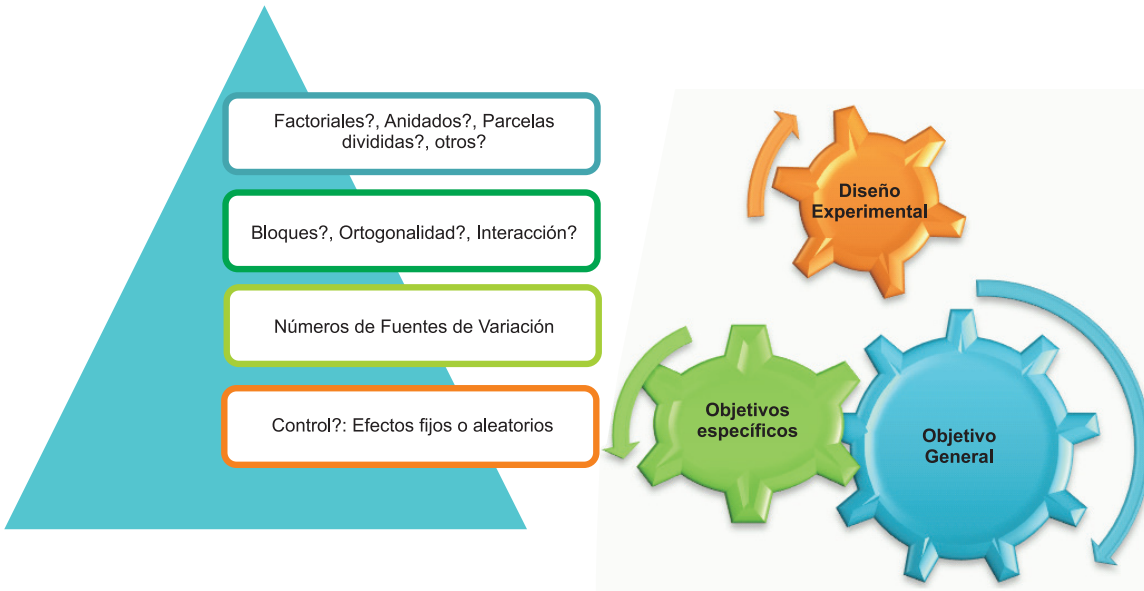 Factoriales?, Anidados?, Parcelas
divididas?, otros?
Bloques?, Ortogonalidad?, Interacción?
Números de Fuentes de Variación
Control?: Efectos fijos o aleatorios
Diseño
Experimental
Objetivos
específicos
Objetivo
General